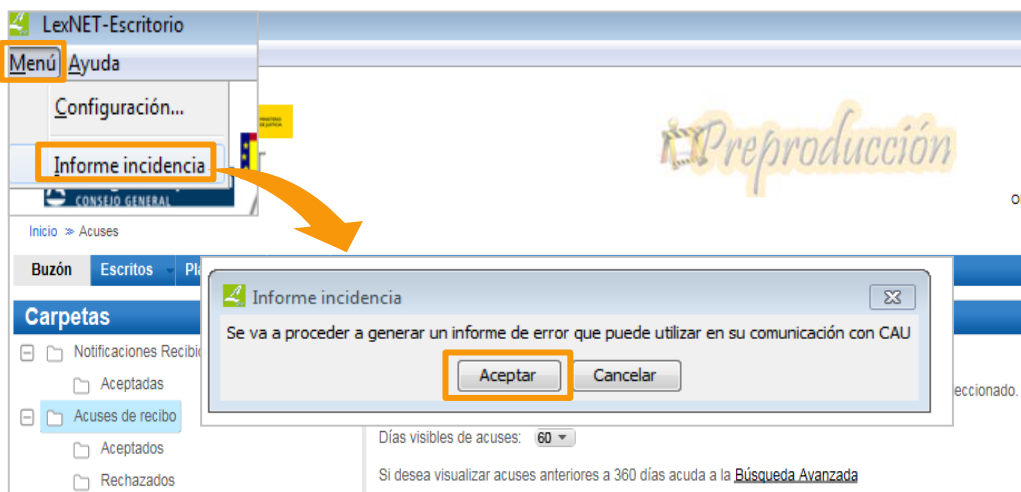 LexNET-Escritorio
Menú Ayuda
Configuración...
Informe incidencia
MINISTERIO
DE JUSTICIA
CONSEJO GENERAL
Preproducción
Inicio > Acuses
Buzón Escritos
Carpetas
Notificaciones
Aceptadas
Acuses de recibo
Aceptados
Rechazados
Informe incidencia
Se va a proceder a generar un informe de error que puede utilizar en su comunicación con CAU
Aceptar Cancelar
Días visibles de acuses: 60
Si desea visualizar acuses anteriores a 360 días acuda a la Búsqueda Avanzada